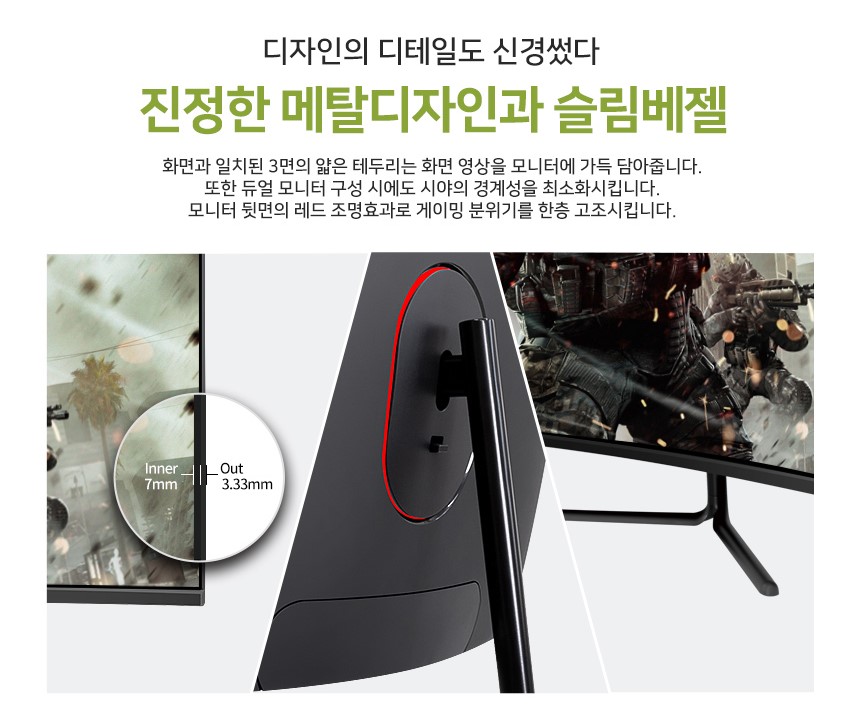 디자인의 디테일도 신경썼다
진정한 메탈디자인과 슬림베젤
화면과 일치된 3면의 얇은 테두리는 화면 영상을 모니터에 가득 담아줍니다.
또한 듀얼 모니터 구성 시에도 시야의 경계성을 최소화시킵니다.
모니터 뒷면의 레드 조명효과로 게이밍 분위기를 한층 고조시킵니다.
Inner
7mm
Out
3.33mm